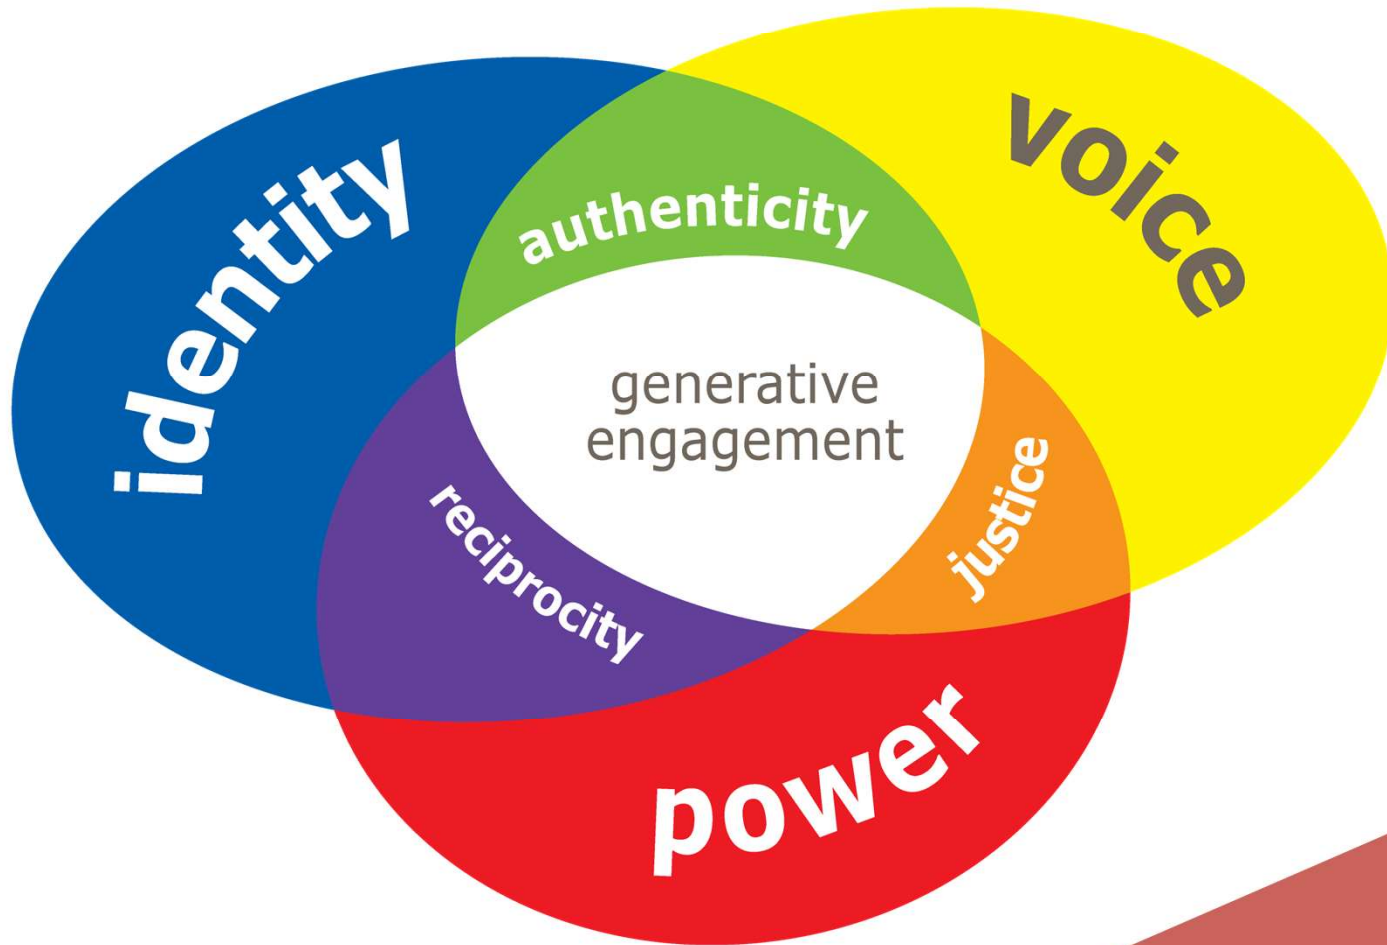 identity
voice
authenticity
generative
engagement
reciprocity
justice
power